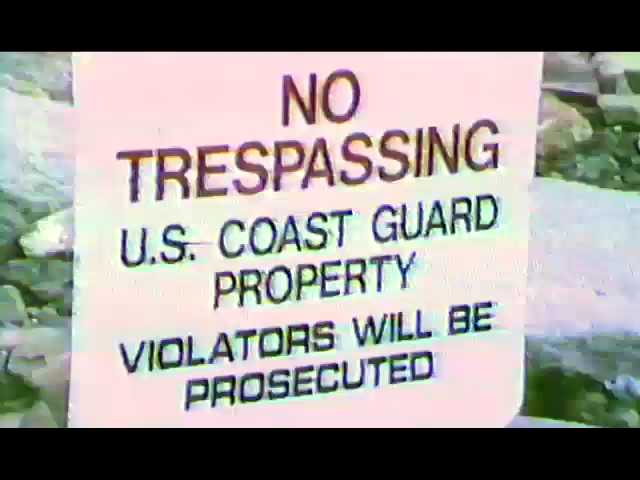 NO
TRESPASSING
U.S. COAST GUARD
PROPERTY
VIOLATORS WILL BE
PROSECUTED